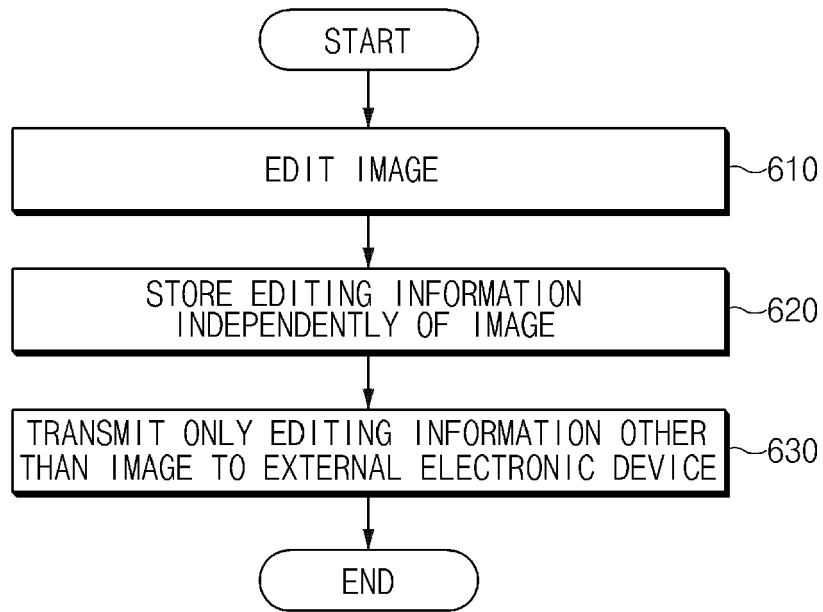 START
EDIT IMAGE
610
STORE EDITING INFORMATION
INDEPENDENTLY OF IMAGE
620
TRANSMIT ONLY EDITING INFORMATION OTHER
THAN IMAGE TO EXTERNAL ELECTRONIC DEVICE
630
END